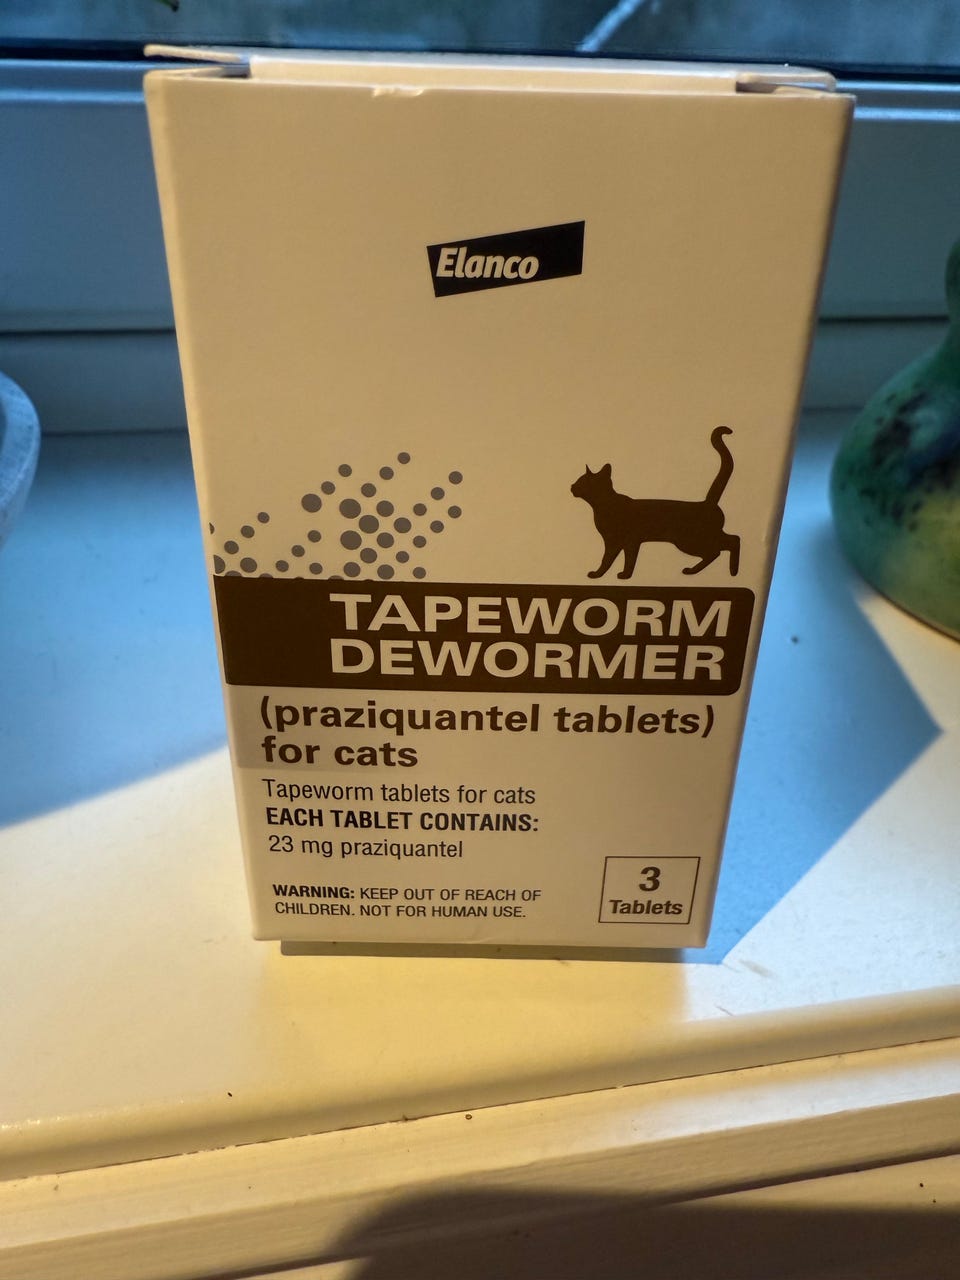 Elanco
TAPEWORM
DEWORMER
(praziquantel tablets)
for cats
Tapeworm tablets for cats
EACH TABLET CONTAINS:
23 mg praziquantel
WARNING: KEEP OUT OF REACH OF
CHILDREN. NOT FOR HUMAN USE.
3
Tablets